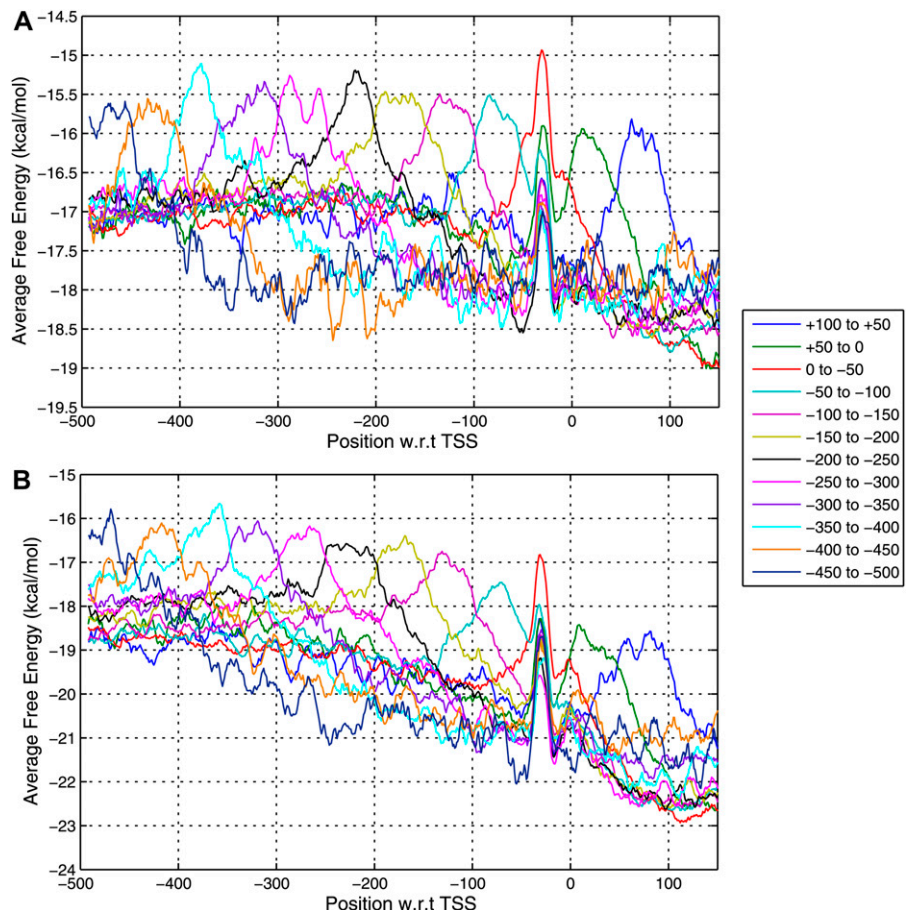 A
Average Free Energy (kcal/mol)
−14.5
−15
−15.5
−16
−16.5
−17
−17.5
−18
−18.5
−19
−19.5
−500
−400
−300
−200
−100
0
100
Position w.r.t TSS
B
Average Free Energy (kcal/mol)
−15
−16
−17
−18
−19
−20
−21
−22
−23
−24
−500
−400
−300
−200
−100
0
100
Position w.r.t TSS
+100 to +50
+50 to 0
0 to −50
−50 to −100
−100 to −150
−150 to −200
−200 to −250
−250 to −300
−300 to −350
−350 to −400
−400 to −450
−450 to −500